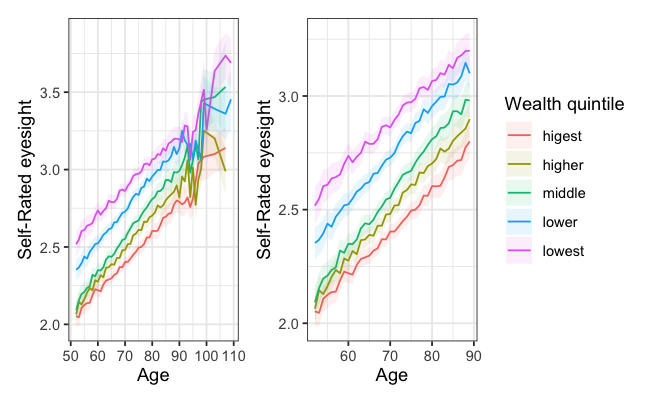 Self-Rated eyesight
3.5
3.0
2.5
2.0
50 60 70 80 90 100 110
Age
Self-Rated eyesight
3.0
2.5
2.0
60 70 80 90
Age
Wealth quintile
higest
higher
middle
lower
lowest